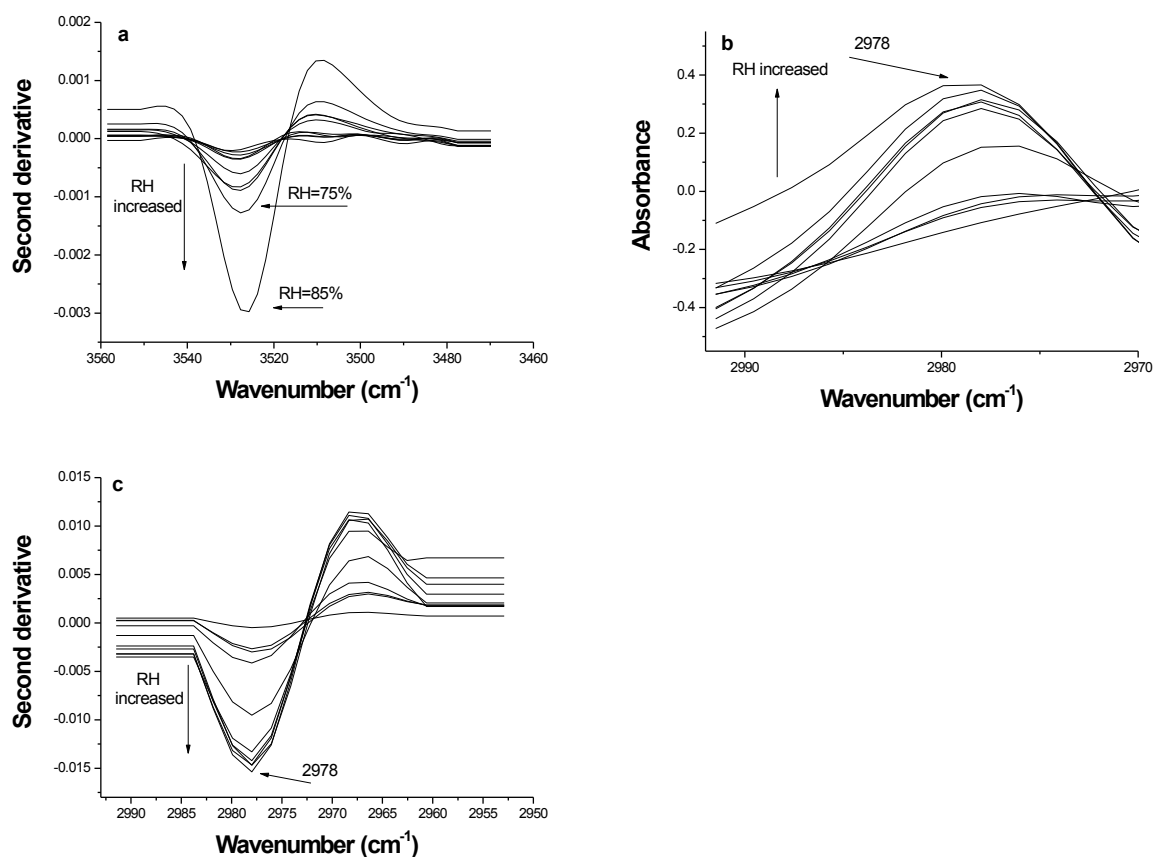 a
0.002
0.001
0.000
-0.001
-0.002
-0.003
Second derivative
RH
increased
RH=75%
RH=85%
3560 3540 3520 3500 3480 3460
Wavenumber (cm-1)
b
2978
RH increased
0.4
0.2
0.0
-0.2
-0.4
Absorbance
2990 2980 2970
Wavenumber (cm-1)
c
0.015
0.010
0.005
0.000
-0.005
-0.010
-0.015
Second derivative
RH
increased
2978
2990 2985 2980 2975 2970 2965 2960 2955 2950
Wavenumber (cm-1)